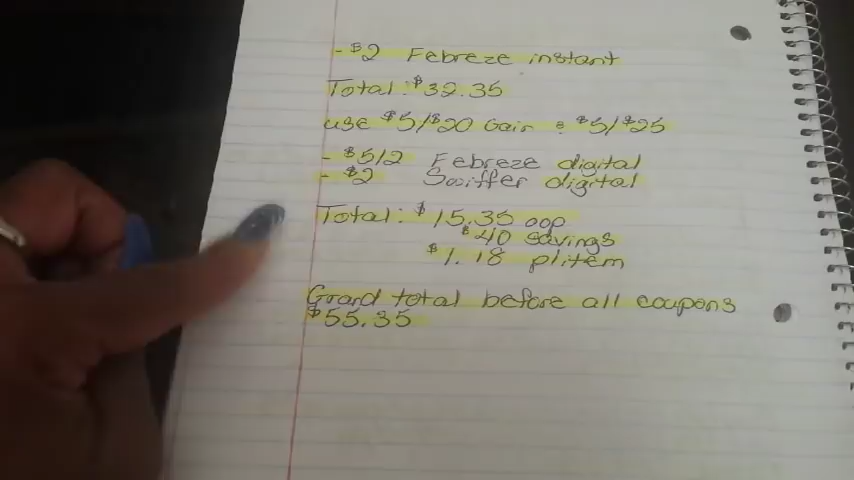 - $2 Febreze instant
Total: $32.35
use $5/$20 Gain & $5/$25
- $5/2 Febreze digital
- $2 Swiffer digital
Total: $15.35 oop
$40 savings
$1.18 p/item
Grand total before all coupons
$55.35